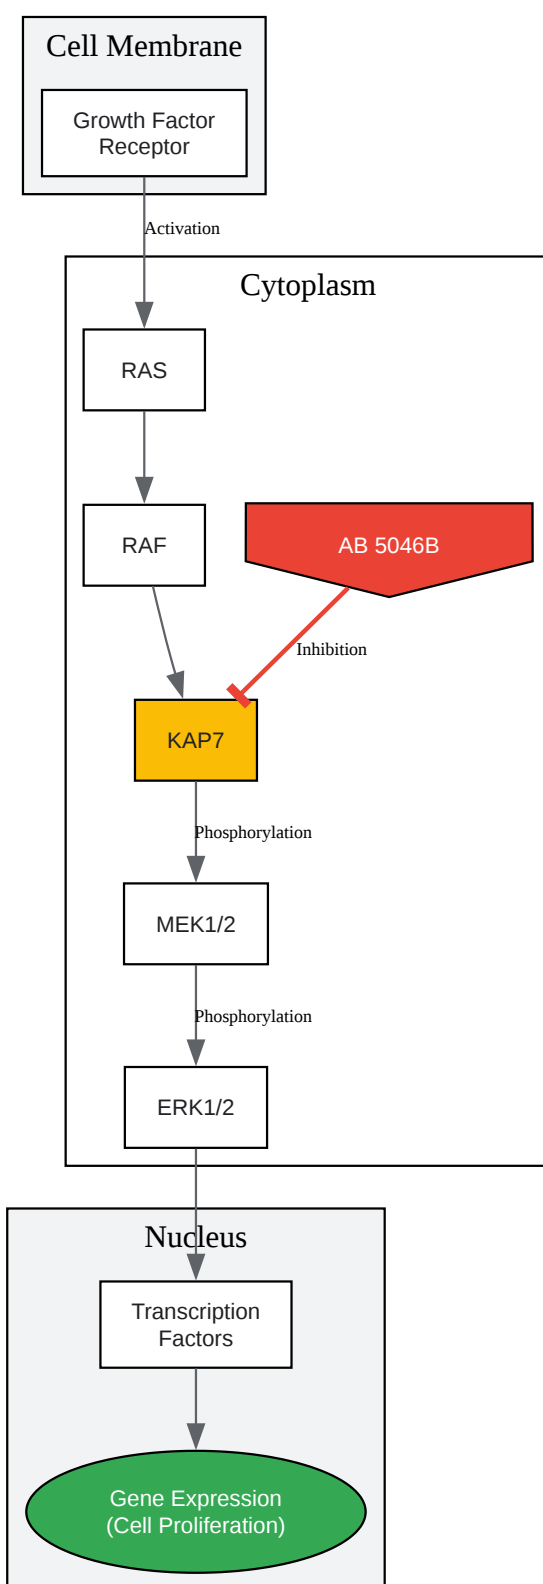 Cell Membrane
Growth Factor
Receptor
Activation
Cytoplasm
RAS
RAF
AB 5046B
Inhibition
KAP7
Phosphorylation
MEK1/2
Phosphorylation
ERK1/2
Nucleus
Transcription
Factors
Gene Expression
(Cell Proliferation)